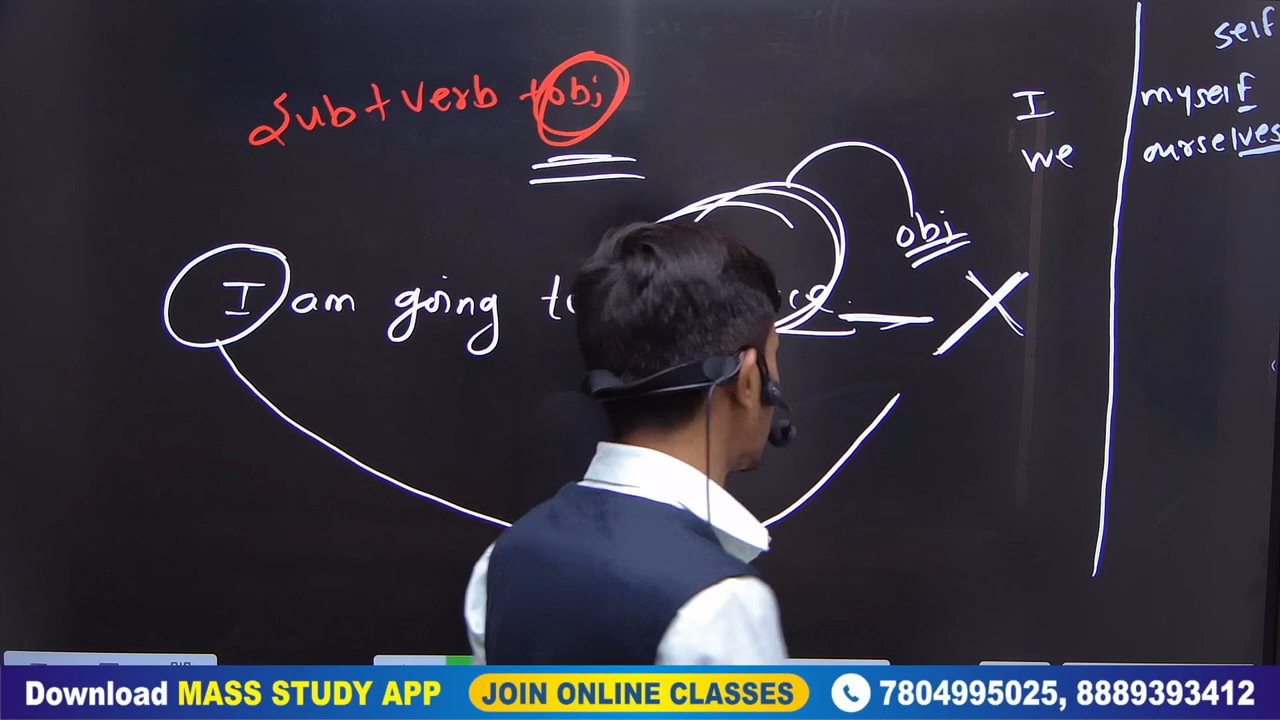 Sub + verb + obj
self
I myself
we ourselves
obj
I am going
X
Download MASS STUDY APP JOIN ONLINE CLASSES 7804995025, 8889393412